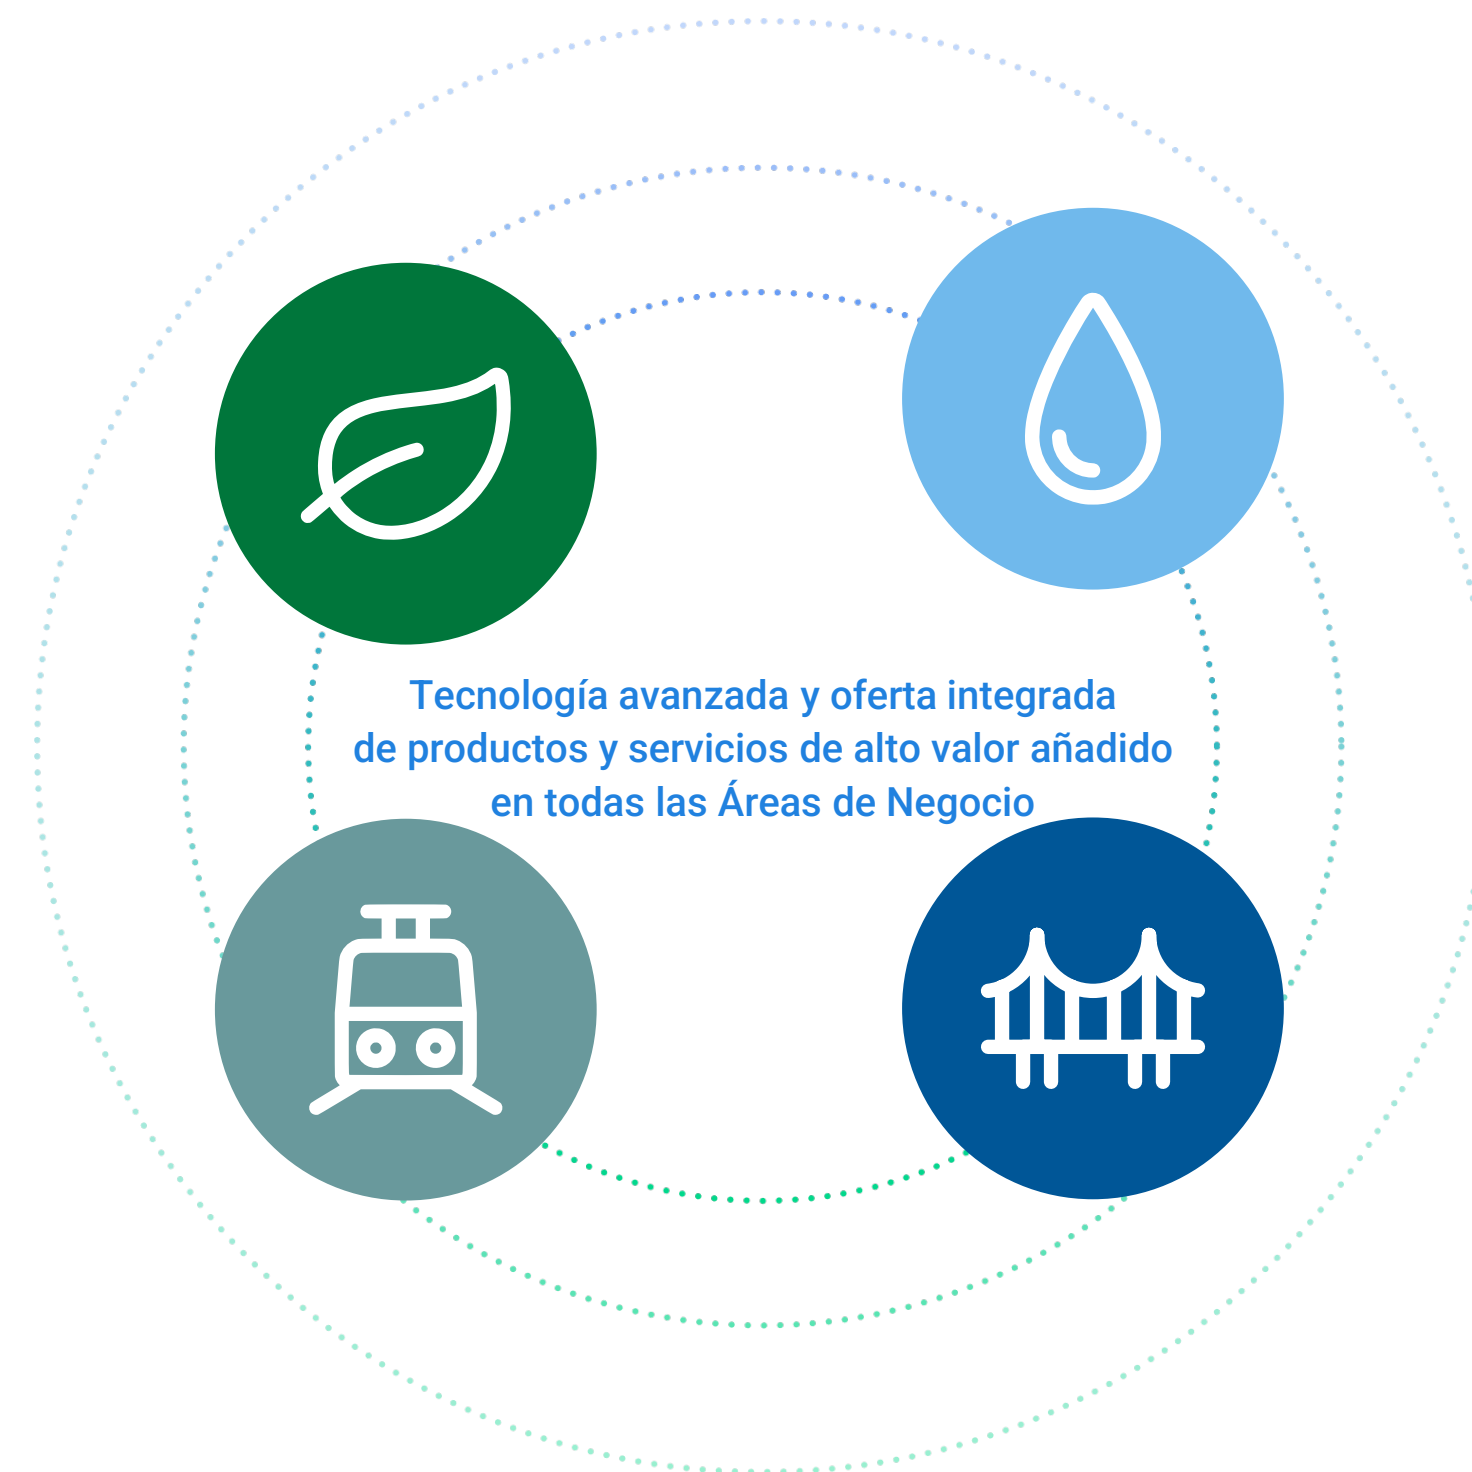 Tecnología avanzada y oferta integrada
de productos y servicios de alto valor añadido
en todas las Áreas de Negocio